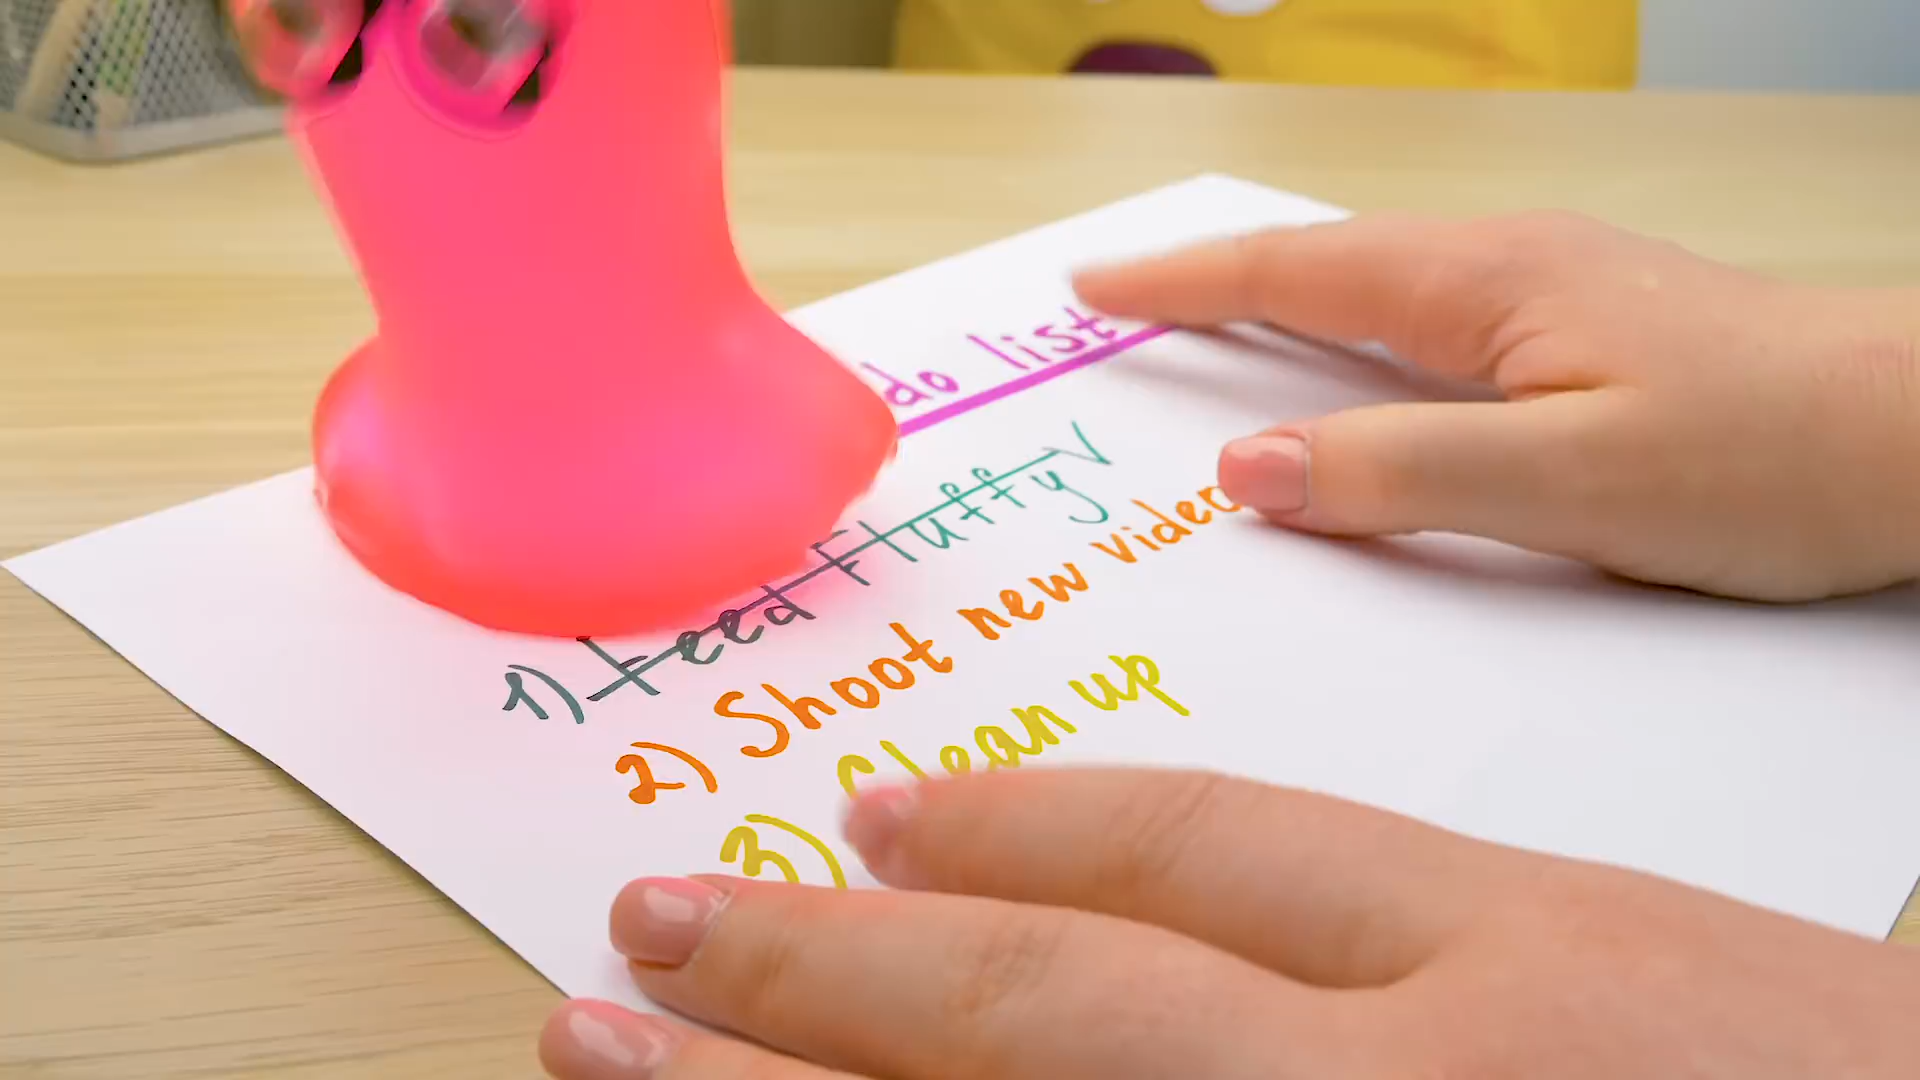 do list
1) Feed Fluffy √
2) Shoot new video
3) Clean up